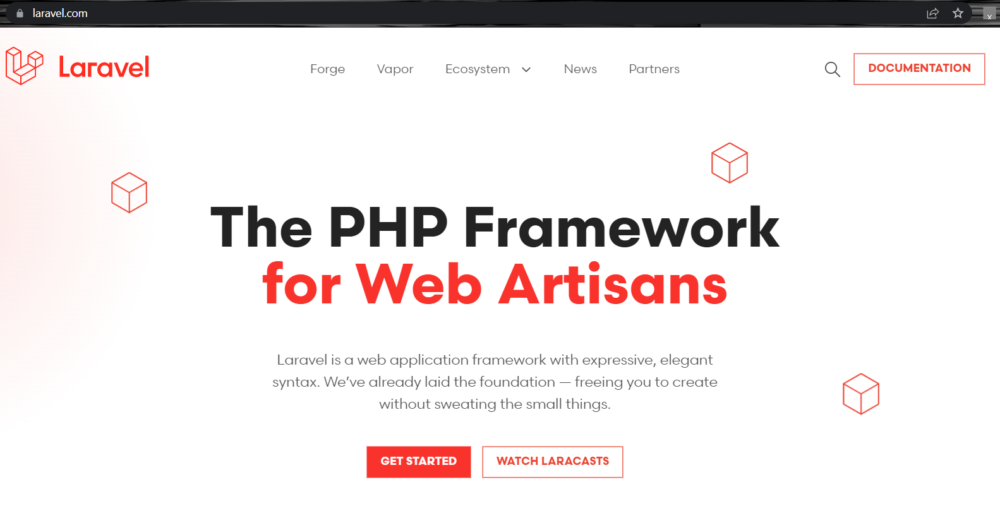 laravel.com
x
Laravel
Forge
Vapor
Ecosystem
News
Partners
DOCUMENTATION
The PHP Framework
for Web Artisans
Laravel is a web application framework with expressive, elegant
syntax. We’ve already laid the foundation — freeing you to create
without sweating the small things.
GET STARTED
WATCH LARACASTS